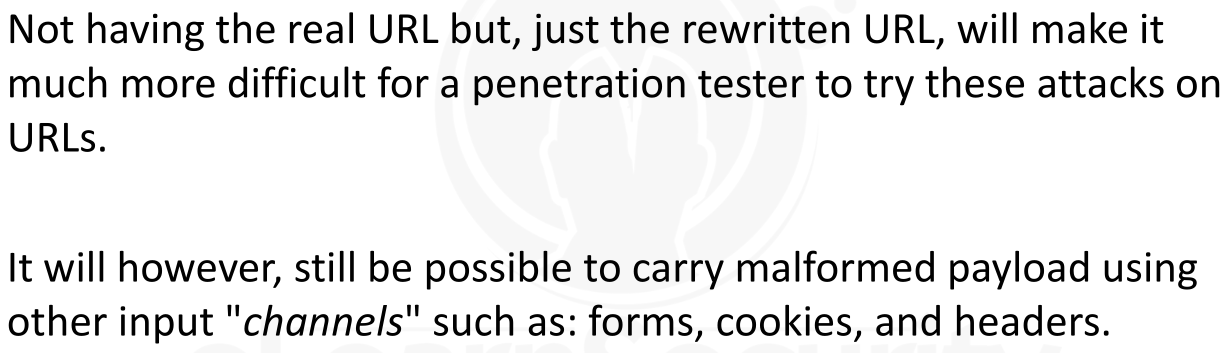 Not having the real URL but, just the rewritten URL, will make it
much more difficult for a penetration tester to try these attacks on
URLs.
It will however, still be possible to carry malformed payload using
other input "channels" such as: forms, cookies, and headers.